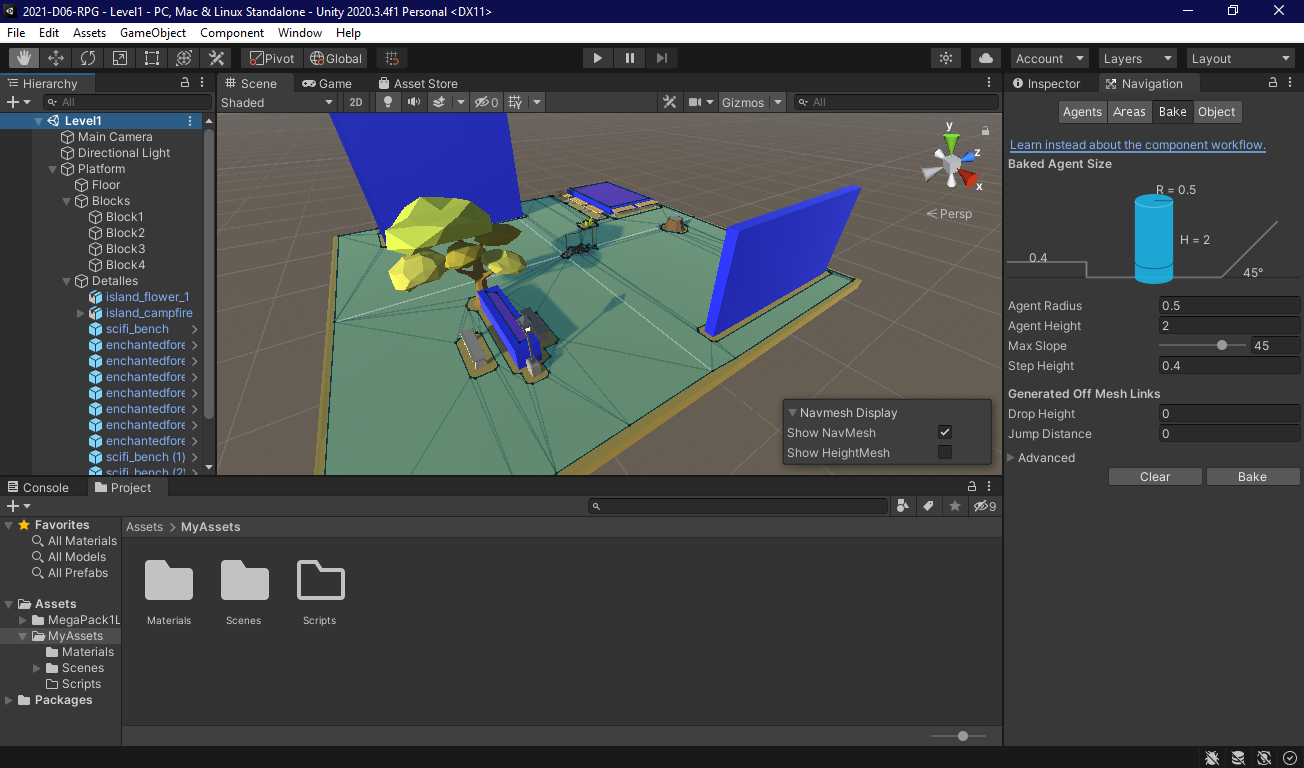 2021-D06-RPG - Level1 - PC, Mac & Linux Standalone - Unity 2020.3.4f1 Personal <DX11>
File Edit Assets GameObject Component Window Help
Pivot Global Account Layers Layout
Hierarchy
All
Level1
Main Camera
Directional Light
Platform
Floor
Blocks
Block1
Block2
Block3
Block4
Detalles
island_flower_1
island_campfire
scifi_bench
enchantedfore
enchantedfore
enchantedfore
enchantedfore
enchantedfore
enchantedfore
enchantedfore
scifi_bench (1)
scifi_bench (2)
Scene Game Asset Store
Shaded 2D 0 Gizmos All
y
z
x
Persp
Navmesh Display
Show NavMesh
Show HeightMesh
Inspector Navigation
Agents Areas Bake Object
Learn instead about the component workflow.
Baked Agent Size
R = 0.5
H = 2
0.4
45°
Agent Radius 0.5
Agent Height 2
Max Slope 45
Step Height 0.4
Generated Off Mesh Links
Drop Height 0
Jump Distance 0
Advanced
Clear Bake
Console Project
9
Favorites
All Materials
All Models
All Prefabs
Assets
MegaPack1L
MyAssets
Materials
Scenes
Scripts
Packages
Assets > MyAssets
Materials Scenes Scripts